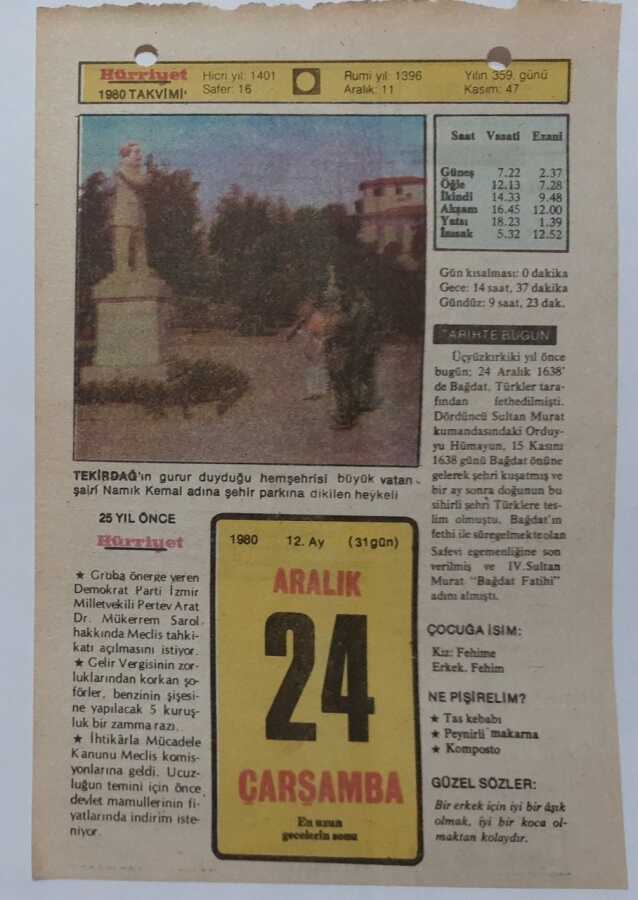 Hürriyet
1980 TAKVİMİ
Hicri yıl: 1401
Safer: 16
Rumi yıl: 1396
Aralık: 11
Yılın 359. günü
Kasım: 47
Saat Vasati Ezani
Güneş 7.22 2.37
Öğle 12.13 7.28
İkindi 14.33 9.48
Akşam 16.45 12.00
Yatsı 18.23 1.39
İmsak 5.32 12.52
Gün kısalması: 0 dakika
Gece: 14 saat, 37 dakika
Gündüz: 9 saat, 23 dak.
TARİHTE BUGÜN
Üçyüzkırkiki yıl önce
bugün; 24 Aralık 1638'
de Bağdat, Türkler tara-
fından fethedilmişti.
Dördüncü Sultan Murat
kumandasındaki Orduy-
yu Hümayun, 15 Kasım
1638 günü Bağdat önüne
gelerek şehri kuşatmış ve
bir ay sonra doğunun bu
sihirli şehri Türklere tes-
lim olmuştu. Bağdat'ın
fethi ile süregelmekte olan
Safevi egemenliğine son
verilmiş ve IV.Sultan
Murat "Bağdat Fatihi"
adını almıştı.
TEKİRDAĞ'ın gurur duyduğu hemşehrisi büyük vatan
şairi Namık Kemal adına şehir parkına dikilen heykeli
25 YIL ÖNCE
Hürriyet
★ Gruba önerge veren
Demokrat Parti İzmir
Milletvekili Pertev Arat
Dr. Mükerrem Sarol
hakkında Meclis tahki-
katı açılmasını istiyor.
★ Gelir Vergisinin zor-
luklarından korkan şo-
förler, benzinin şişesi-
ne yapılacak 5 kuruş-
luk bir zamma razı.
★ İhtikârla Mücadele
Kanunu Meclis komis-
yonlarına geldi. Ucuz-
luğun temini için önce
devlet mamullerinin fi-
yatlarında indirim iste-
niyor.
1980 12. Ay (31 gün)
ARALIK
24
ÇARŞAMBA
En uzun
gecelerin sonu
ÇOCUĞA İSİM:
Kız: Fehime
Erkek. Fehim
NE PİŞİRELİM?
★ Tas kebabı
★ Peynirli makarna
★ Komposto
GÜZEL SÖZLER:
Bir erkek için iyi bir âşık
olmak, iyi bir koca ol-
maktan kolaydır.